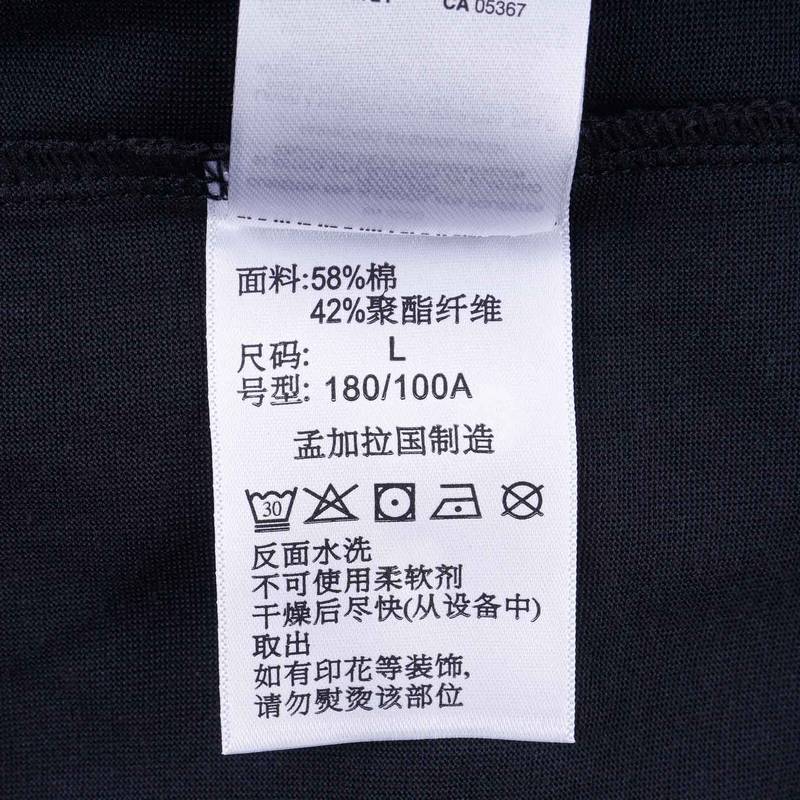 CA 05367
面料:58%棉
42%聚酯纤维
尺码: L
号型: 180/100A
孟加拉国制造
30
反面水洗
不可使用柔软剂
干燥后尽快(从设备中)
取出
如有印花等装饰,
请勿熨烫该部位